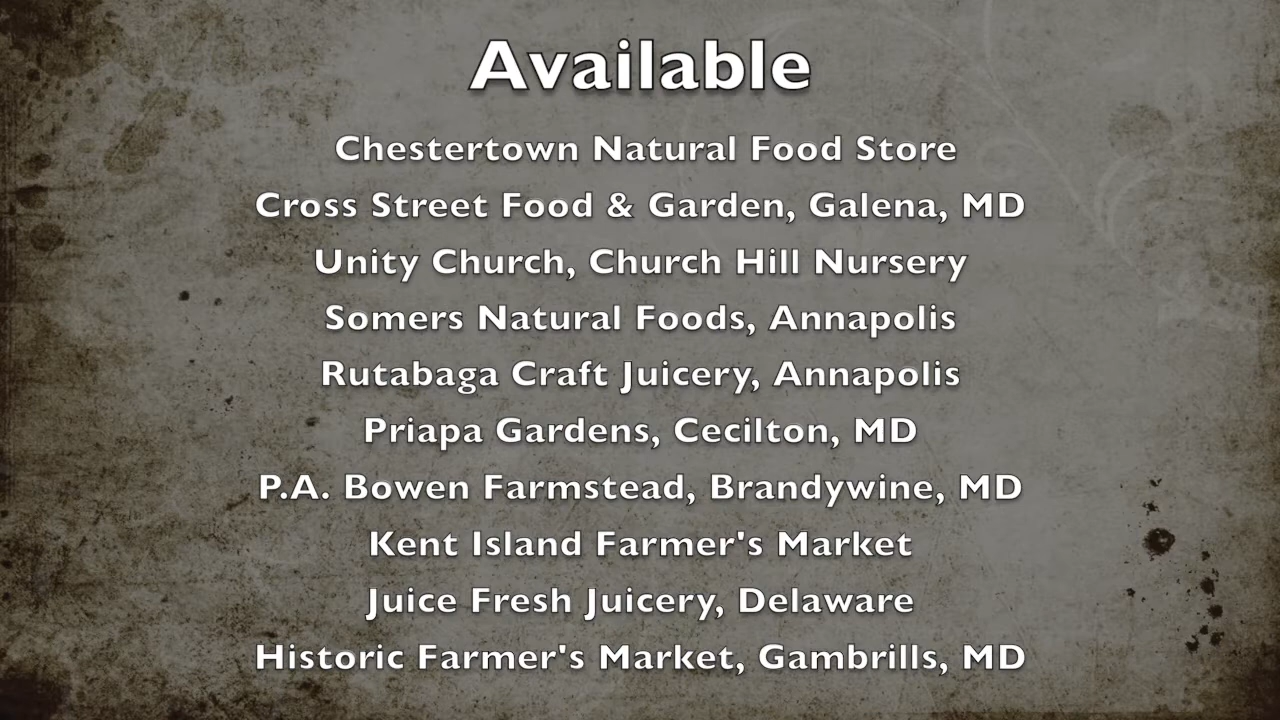 Available
Chestertown Natural Food Store
Cross Street Food & Garden, Galena, MD
Unity Church, Church Hill Nursery
Somers Natural Foods, Annapolis
Rutabaga Craft Juicery, Annapolis
Priapa Gardens, Cecilton, MD
P.A. Bowen Farmstead, Brandywine, MD
Kent Island Farmer's Market
Juice Fresh Juicery, Delaware
Historic Farmer's Market, Gambrills, MD